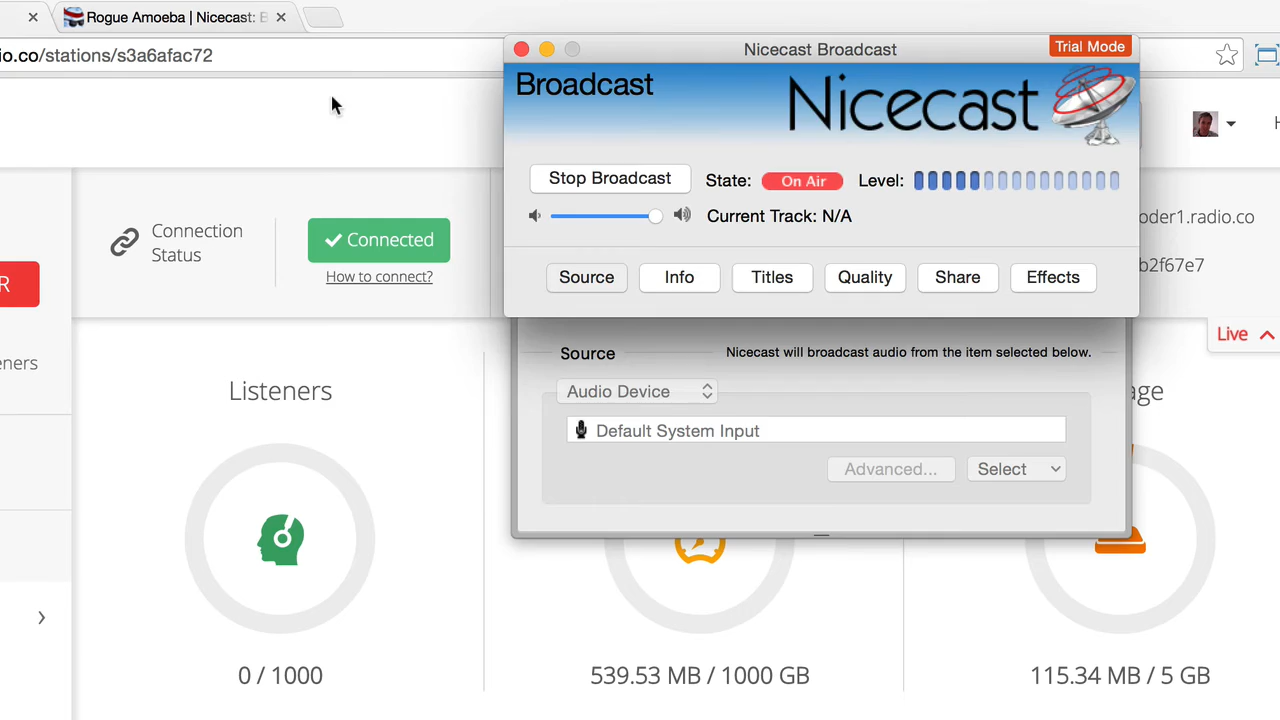 Rogue Amoeba | Nicecast: B
io.co/stations/s3a6afac72
Nicecast Broadcast
Trial Mode
Broadcast
Nicecast
Stop Broadcast
State: On Air
Level:
Current Track: N/A
Source
Info
Titles
Quality
Share
Effects
Connection
Status
Connected
How to connect?
oder1.radio.co
b2f67e7
R
eners
Live
Source
Nicecast will broadcast audio from the item selected below.
Audio Device
Default System Input
Advanced...
Select
Listeners
age
0 / 1000
539.53 MB / 1000 GB
115.34 MB / 5 GB
H